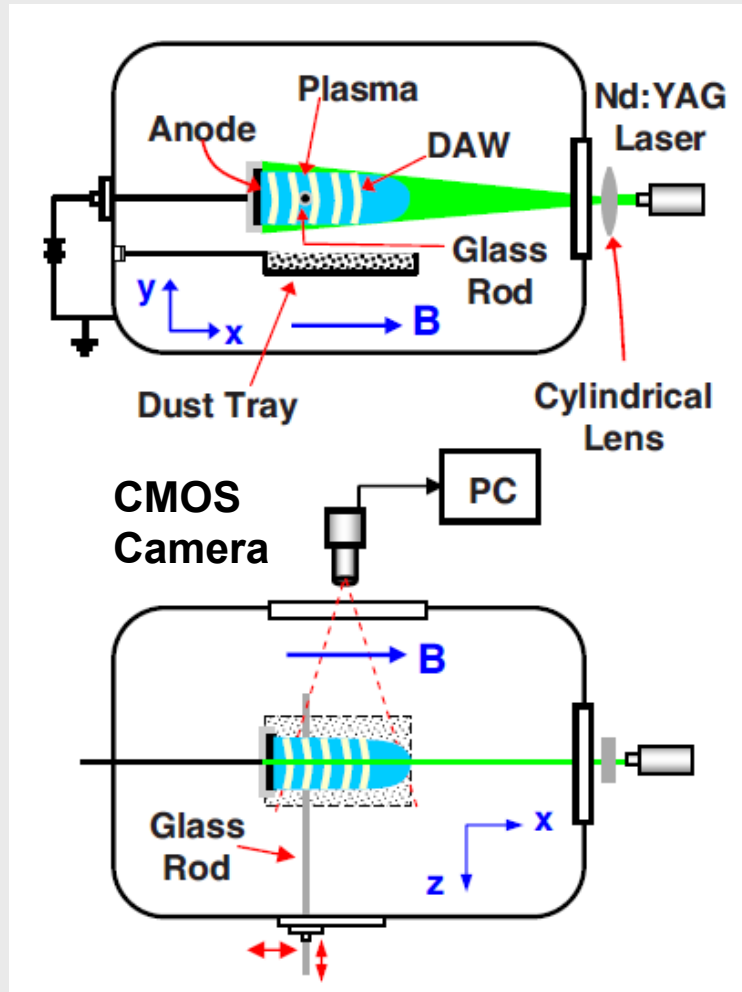 Plasma
Nd:YAG
Laser
Anode
DAW
Glass
Rod
y
x
B
Dust Tray
Cylindrical
Lens
CMOS
Camera
PC
B
Glass
Rod
x
z